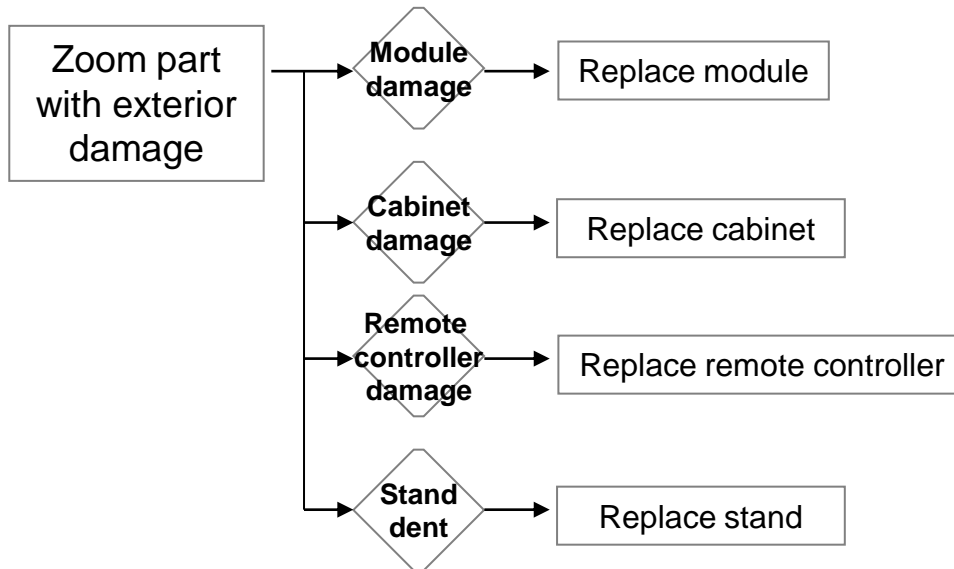 Zoom part
with exterior
damage
Module
damage
Replace module
Cabinet
damage
Replace cabinet
Remote
controller
damage
Replace remote controller
Stand
dent
Replace stand